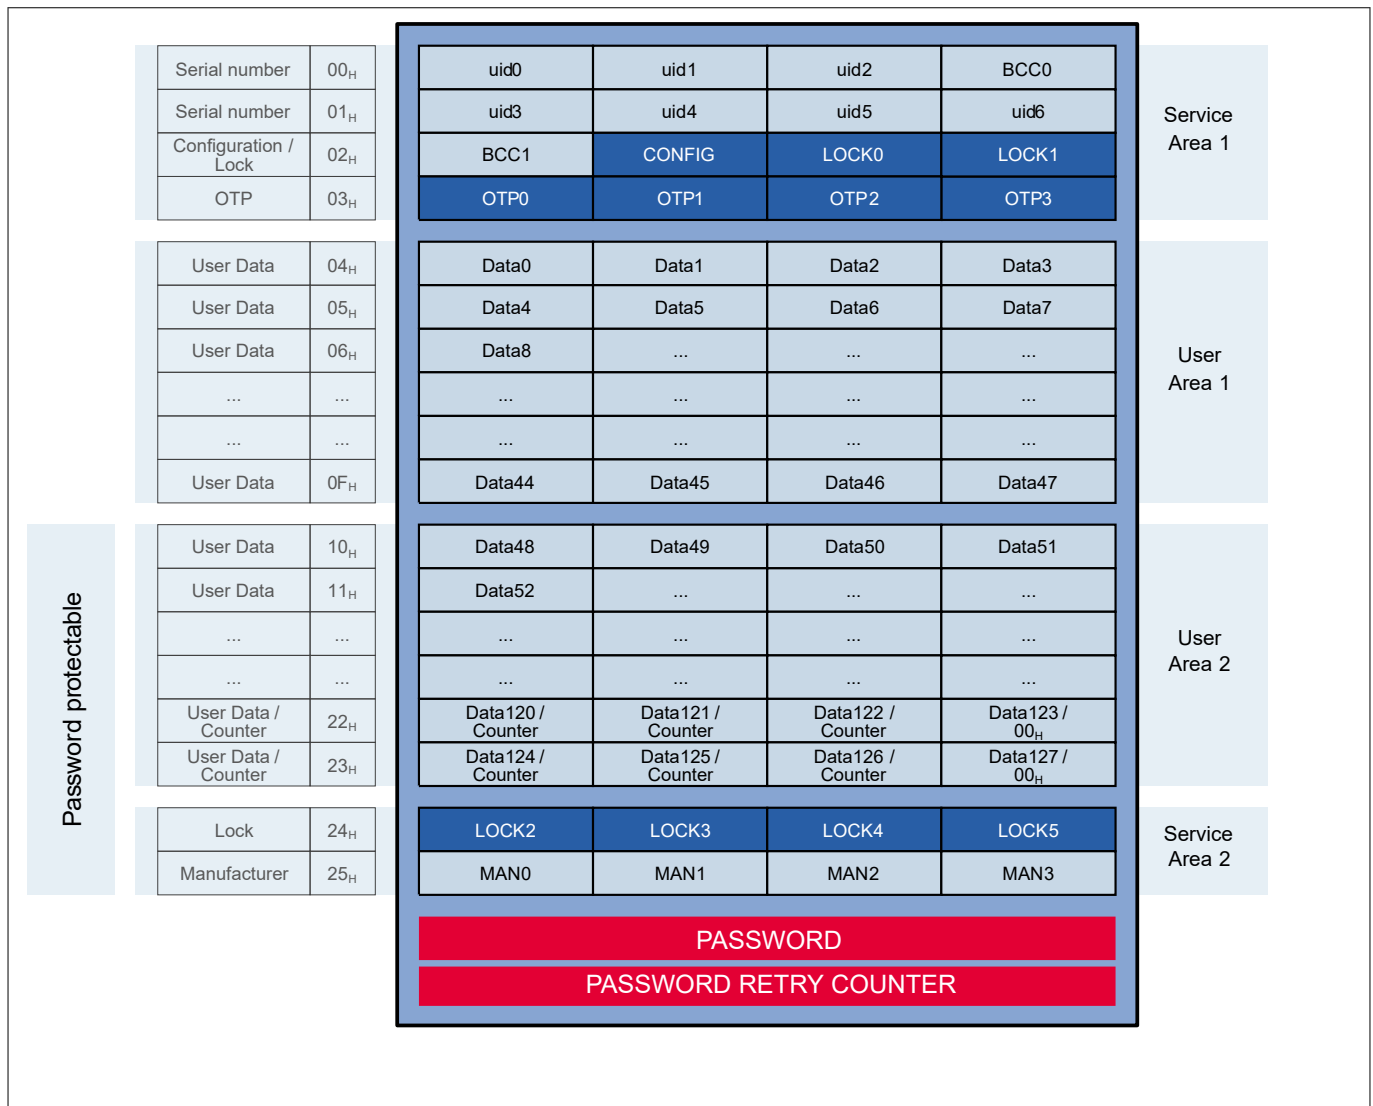 Serial number 00H uid0 uid1 uid2 BCC0
Serial number 01H uid3 uid4 uid5 uid6
Service
Area 1
Configuration /
Lock
02H BCC1 CONFIG LOCK0 LOCK1
OTP 03H OTP0 OTP1 OTP2 OTP3
User Data 04H Data0 Data1 Data2 Data3
User Data 05H Data4 Data5 Data6 Data7
User Data 06H Data8 ... ... ...
User
Area 1
... ... ... ... ... ...
... ... ... ... ... ...
User Data 0FH Data44 Data45 Data46 Data47
Password protectable
User Data 10H Data48 Data49 Data50 Data51
User Data 11H Data52 ... ... ...
... ... ... ... ... ...
User
Area 2
... ... ... ... ... ...
User Data /
Counter
22H
Data120 /
Counter
Data121 /
Counter
Data122 /
Counter
Data123 /
00H
User Data /
Counter
23H
Data124 /
Counter
Data125 /
Counter
Data126 /
Counter
Data127 /
00H
Lock 24H LOCK2 LOCK3 LOCK4 LOCK5
Service
Area 2
Manufacturer 25H MAN0 MAN1 MAN2 MAN3
PASSWORD
PASSWORD RETRY COUNTER